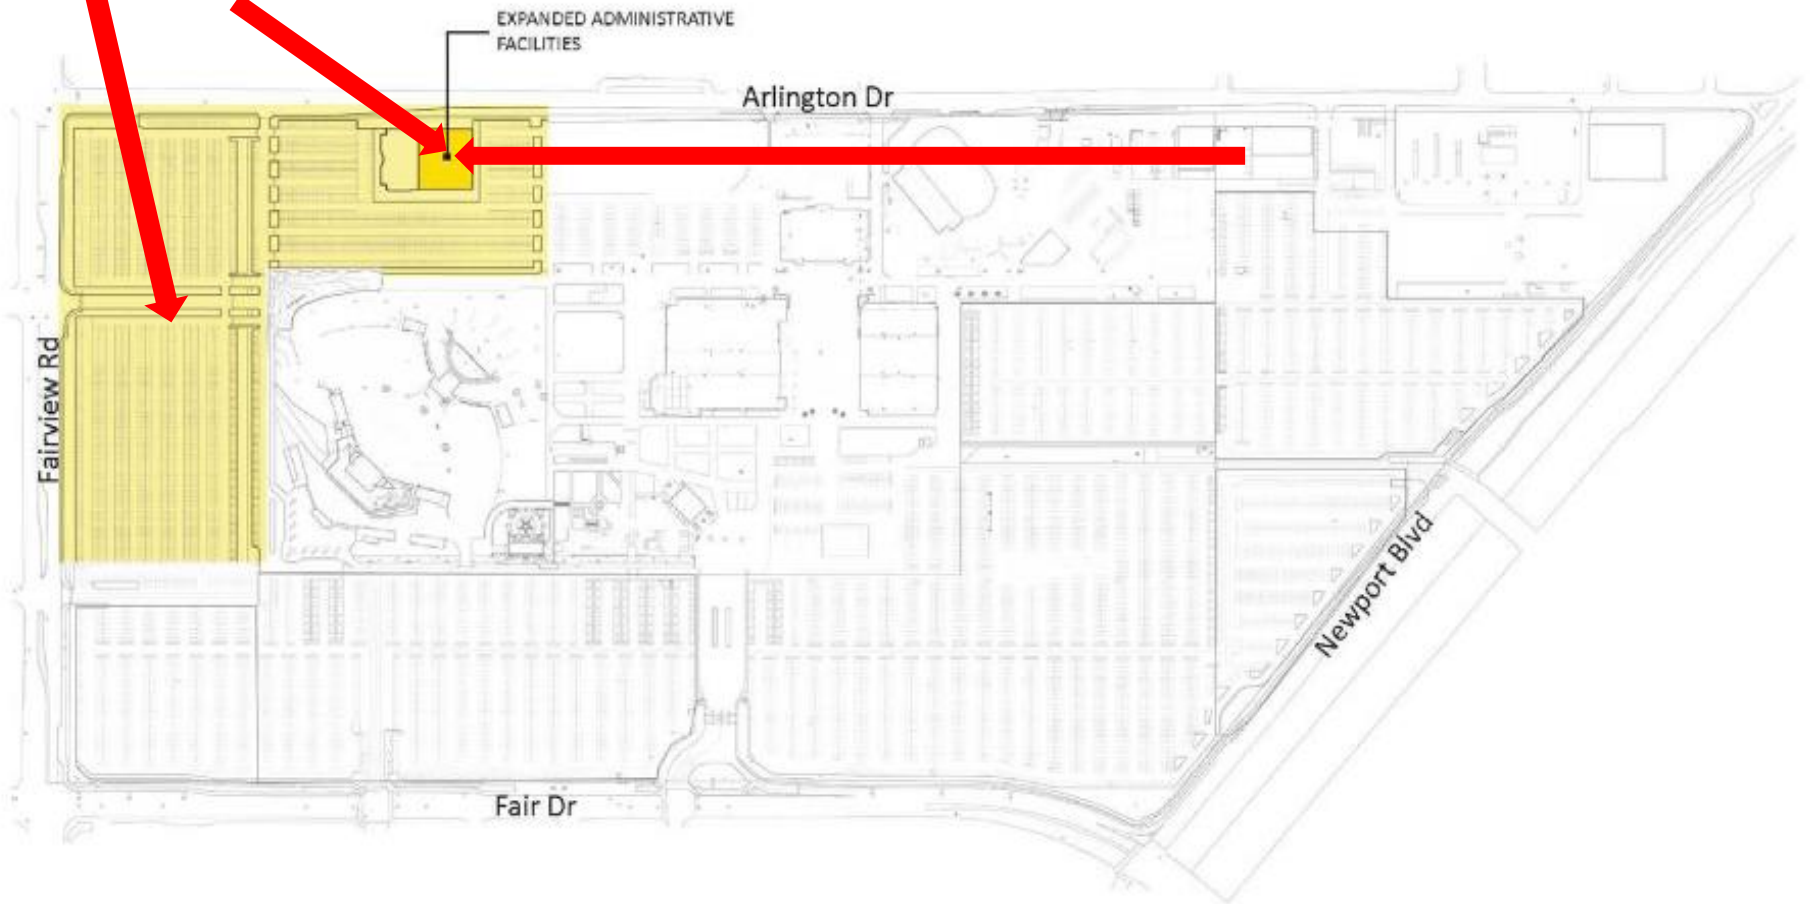 EXPANDED ADMINISTRATIVE
FACILITIES
Arlington Dr
Fairview Rd
Newport Blvd
Fair Dr